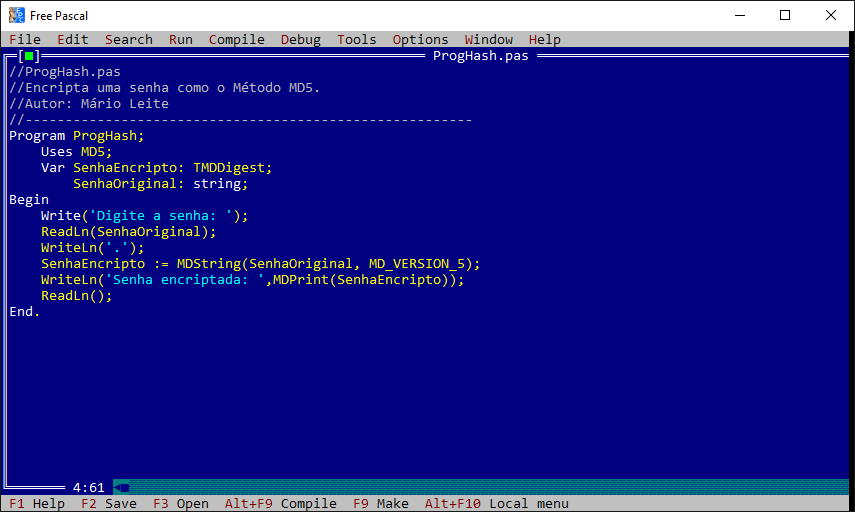 Free Pascal
File Edit Search Run Compile Debug Tools Options Window Help
[■] ProgHash.pas
//ProgHash.pas
//Encripta uma senha como o Método MD5.
//Autor: Mário Leite
//--------------------------------------------------------
Program ProgHash;
    Uses MD5;
    Var SenhaEncripto: TMDDigest;
        SenhaOriginal: string;
Begin
    Write('Digite a senha: ');
    ReadLn(SenhaOriginal);
    WriteLn('.');
    SenhaEncripto := MDString(SenhaOriginal, MD_VERSION_5);
    WriteLn('Senha encriptada: ',MDPrint(SenhaEncripto));
    ReadLn();
End.
4:61
F1 Help F2 Save F3 Open Alt+F9 Compile F9 Make Alt+F10 Local menu